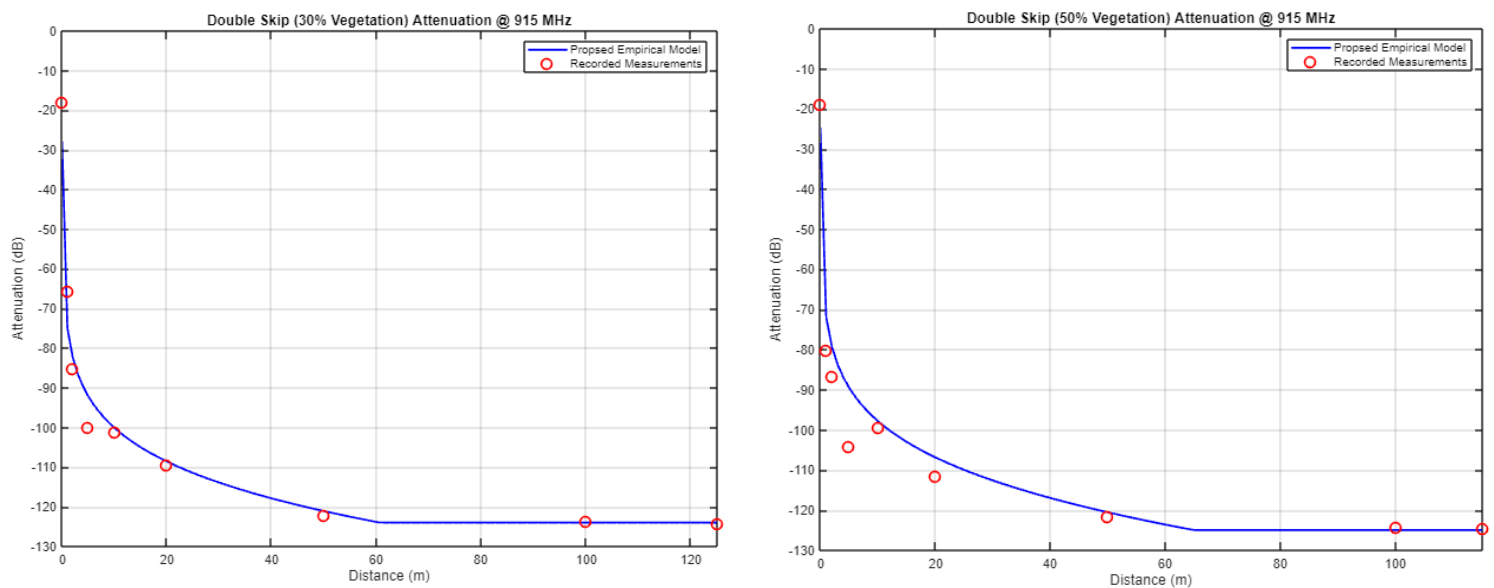 Double Skip (30% Vegetation) Attenuation @ 915 MHz
Propsed Empirical Model
Recorded Measurements
Attenuation (dB)
0
-10
-20
-30
-40
-50
-60
-70
-80
-90
-100
-110
-120
-130
0 20 40 60 80 100 120
Distance (m)
Double Skip (50% Vegetation) Attenuation @ 915 MHz
Propsed Empirical Model
Recorded Measurements
Attenuation (dB)
0
-10
-20
-30
-40
-50
-60
-70
-80
-90
-100
-110
-120
-130
0 20 40 60 80 100
Distance (m)